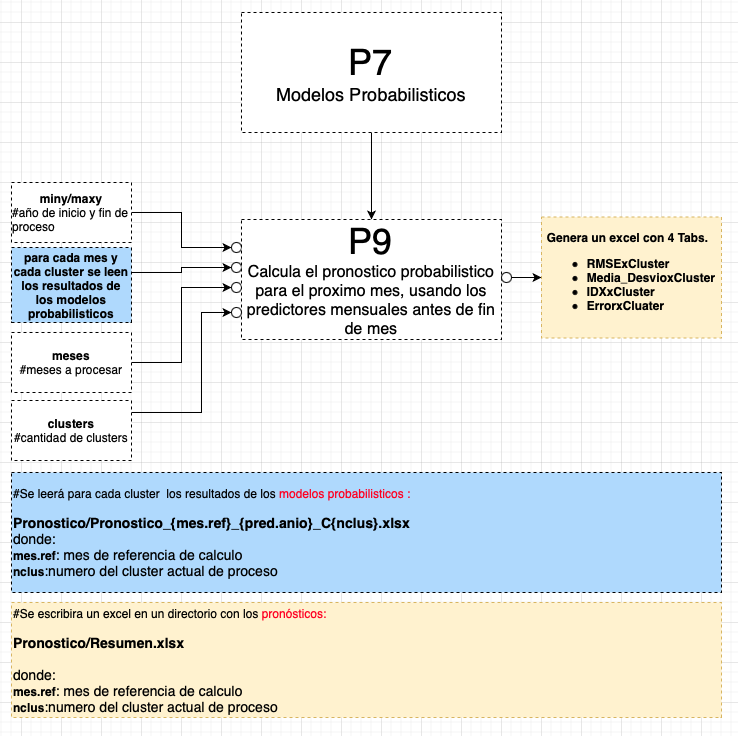 P7
Modelos Probabilisticos
miny/maxy
#año de inicio y fin de
proceso
para cada mes y
cada cluster se leen
los resultados de
los modelos
probabilisticos
meses
#meses a procesar
clusters
#cantidad de clusters
P9
Calcula el pronostico probabilistico
para el proximo mes, usando los
predictores mensuales antes de fin
de mes
Genera un excel con 4 Tabs.
RMSExCluster
Media_DesvioxCluster
IDXxCluster
ErrorxCluater
#Se leerá para cada cluster los resultados de los modelos probabilisticos :
Pronostico/Pronostico_{mes.ref}_{pred.anio}_C{nclus}.xlsx
donde:
mes.ref: mes de referencia de calculo
nclus:numero del cluster actual de proceso
#Se escribira un excel en un directorio con los pronósticos:
Pronostico/Resumen.xlsx
donde:
mes.ref: mes de referencia de calculo
nclus:numero del cluster actual de proceso